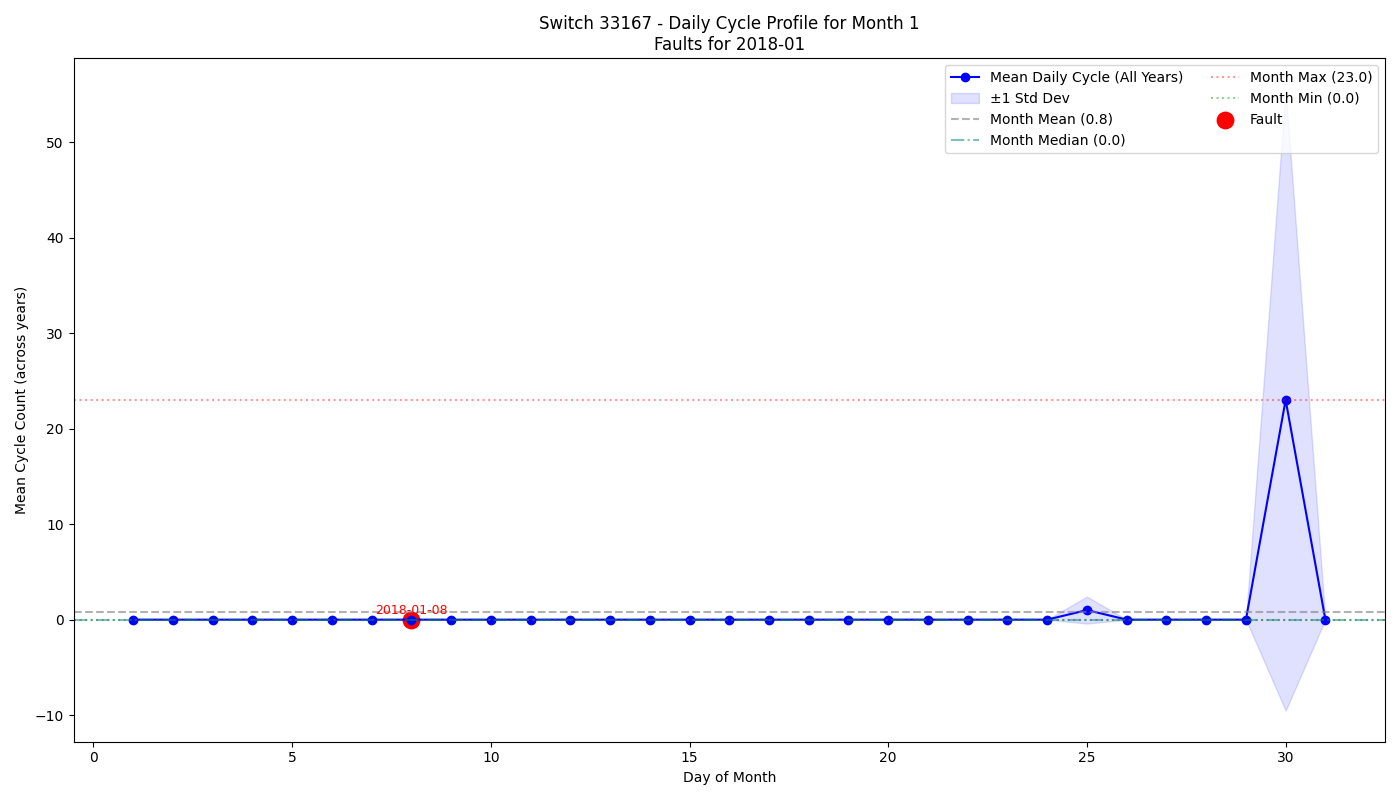 Switch 33167 - Daily Cycle Profile for Month 1
Faults for 2018-01
Mean Daily Cycle (All Years)
±1 Std Dev
Month Mean (0.8)
Month Median (0.0)
Month Max (23.0)
Month Min (0.0)
Fault
Mean Cycle Count (across years)
50
40
30
20
10
0
−10
2018-01-08
0
5
10
15
20
25
30
Day of Month